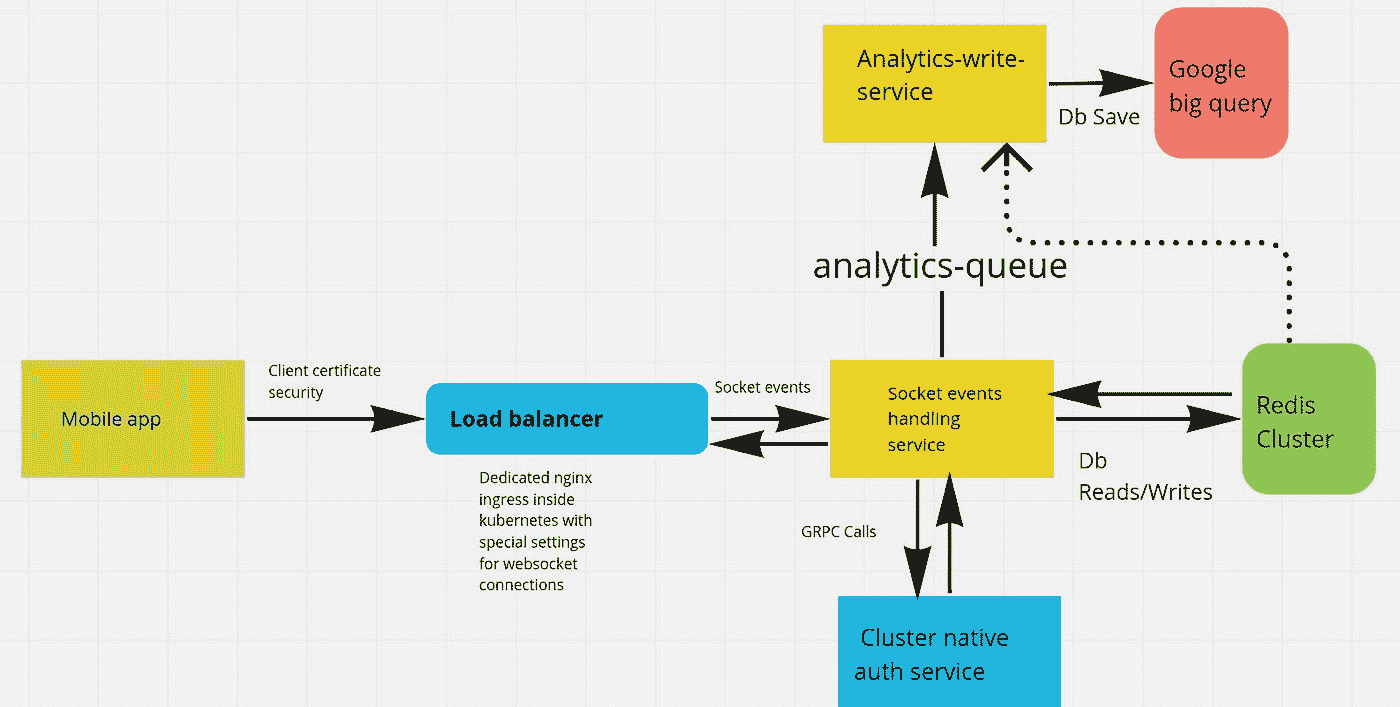 Analytics-write-
service
Google
big query
Db Save
analytics-queue
Client certificate
security
Mobile app
Load balancer
Socket events
Socket events
handling
service
Redis
Cluster
Db
Reads/Writes
Dedicated nginx
ingress inside
kubernetes with
special settings
for websocket
connections
GRPC Calls
Cluster native
auth service